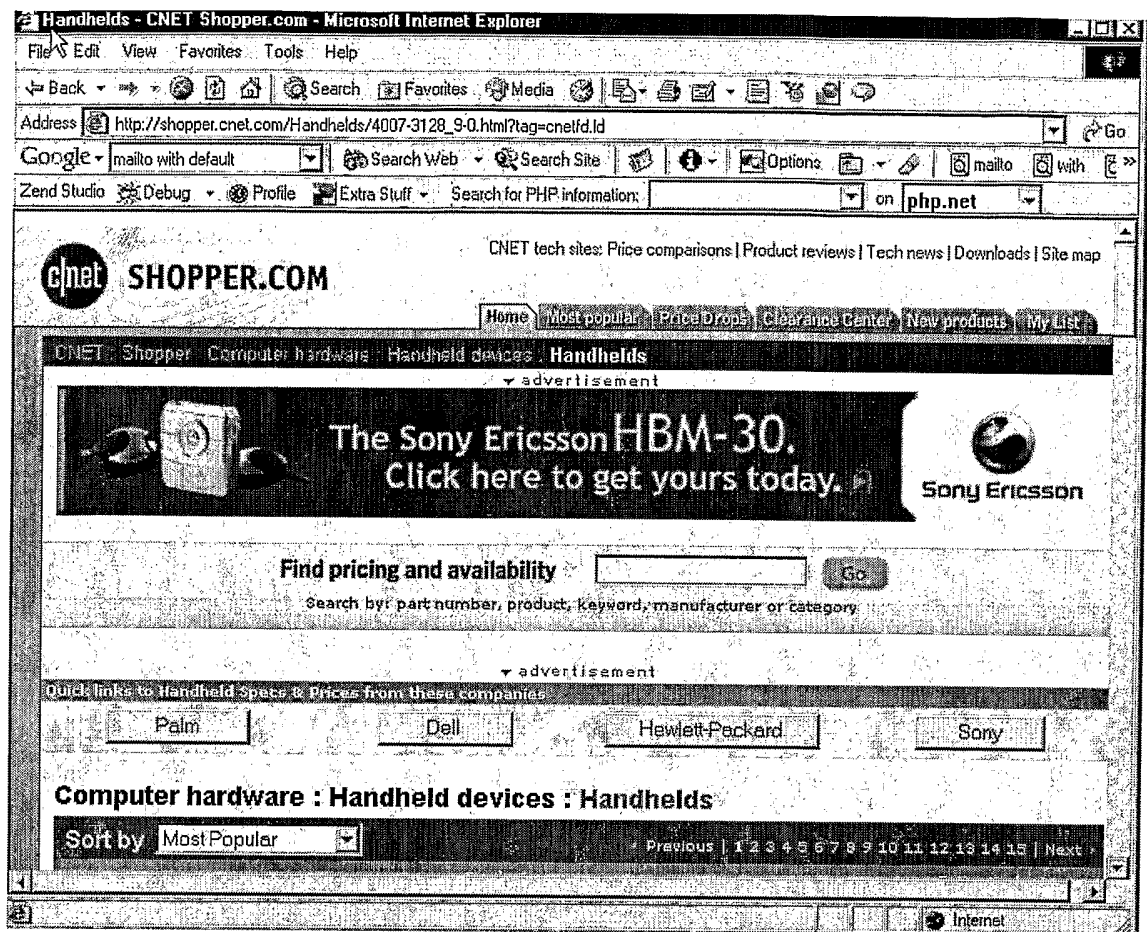 Handhelds - CNET Shopper.com - Microsoft Internet Explorer
File Edit View Favorites Tools Help
Back Search Favorites Media
Address http://shopper.cnet.com/Handhelds/4007-3128_9-0.html?tag=cnetfd.ld Go
Google mailto with default Search Web Search Site Options mailto with
Zend Studio Debug Profile Extra Stuff Search for PHP information: on php.net
CNET tech sites: Price comparisons | Product reviews | Tech news | Downloads | Site map
cnet SHOPPER.COM
Home Most popular Price Drops Clearance Center New products My List
CNET : Shopper : Computer hardware : Handheld devices : Handhelds
advertisement
The Sony Ericsson HBM-30.
Click here to get yours today.
Sony Ericsson
Find pricing and availability Go
Search by: part number, product, keyword, manufacturer or category
advertisement
Quick links to Handheld Specs & Prices from these companies
Palm Dell Hewlett-Packard Sony
Computer hardware : Handheld devices : Handhelds
Sort by Most Popular Previous | 1 2 3 4 5 6 7 8 9 10 11 12 13 14 15 | Next
Internet